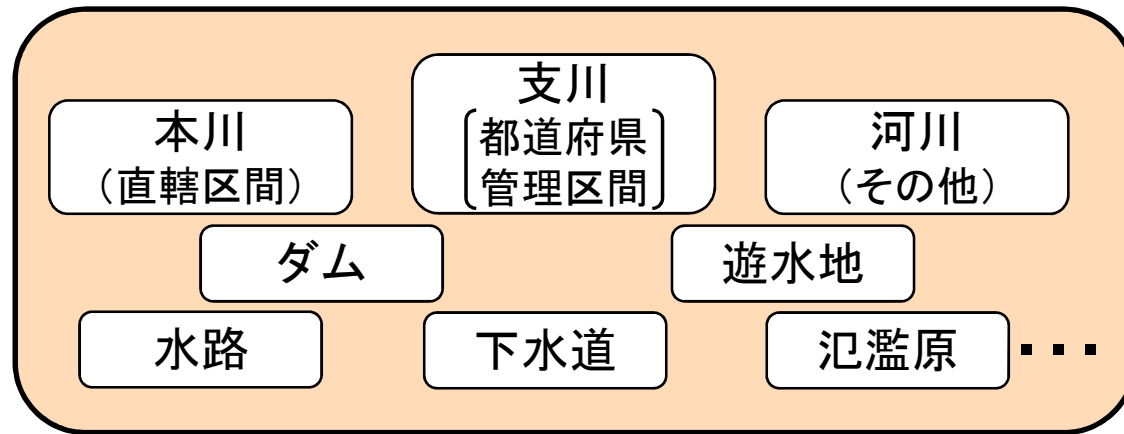 本川
（直轄区間）
支川
都道府県
管理区間
河川
（その他）
ダム
遊水地
水路
下水道
氾濫原
･･･